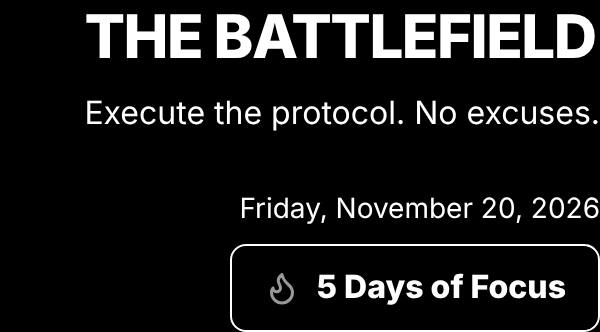 THE BATTLEFIELD
Execute the protocol. No excuses.
Friday, November 20, 2026
5 Days of Focus